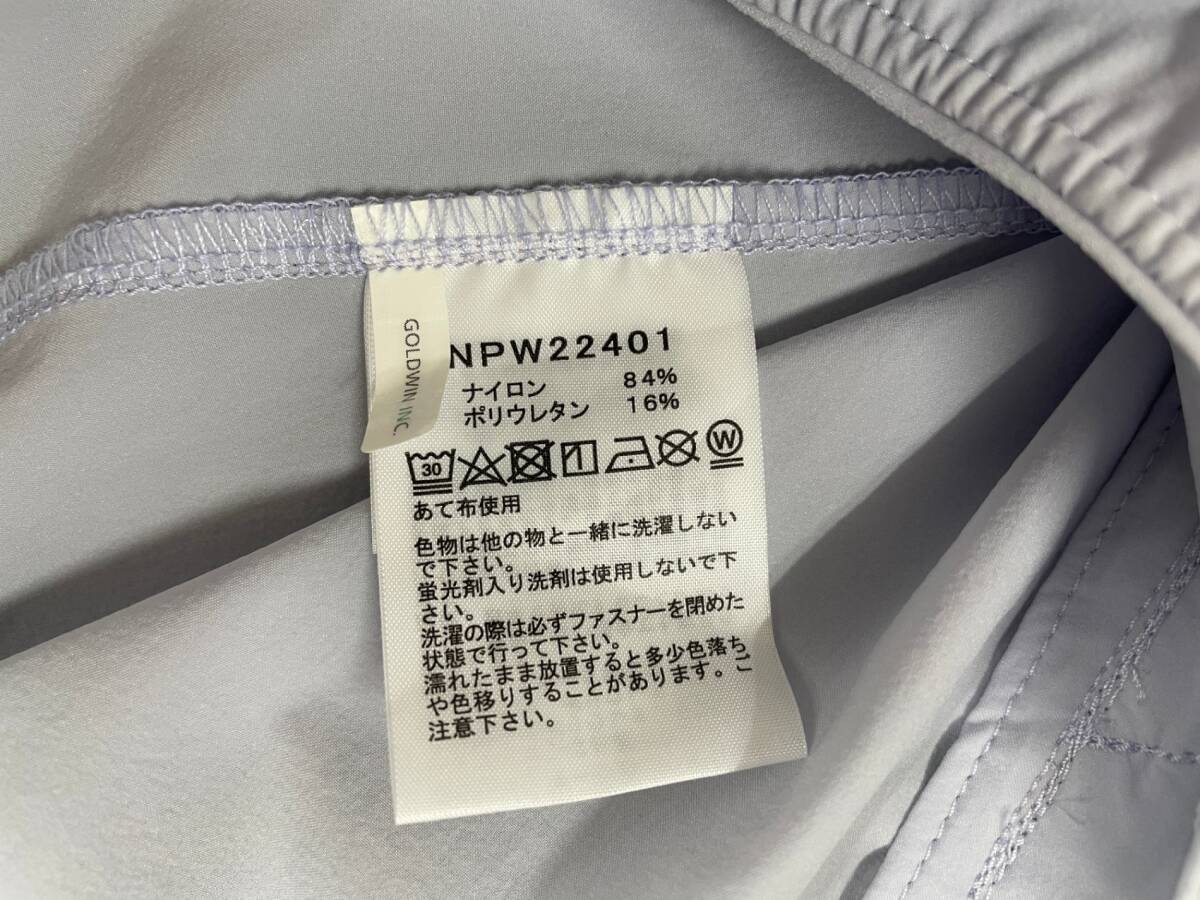 GOLDWIN INC.
NPW22401
ナイロン 84%
ポリウレタン 16%
30
W
あて布使用
色物は他の物と一緒に洗濯しない
で下さい。
蛍光剤入り洗剤は使用しないで下
さい。
洗濯の際は必ずファスナーを閉めた
状態で行って下さい。
濡れたまま放置すると多少色落ち
や色移りすることがあります。ご
注意下さい。